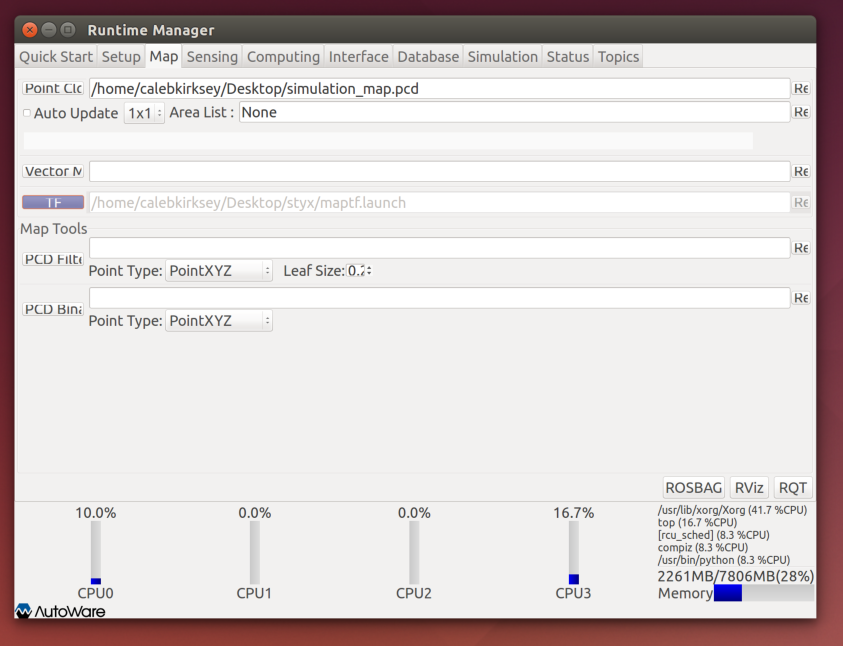 Runtime Manager
Quick Start Setup Map Sensing Computing Interface Database Simulation Status Topics
Point Clo /home/calebkirksey/Desktop/simulation_map.pcd Re
Auto Update 1x1 Area List : None Re
Vector M Re
TF /home/calebkirksey/Desktop/styx/maptf.launch Re
Map Tools
PCD Filte Re
Point Type: PointXYZ Leaf Size: 0.2
PCD Bina Re
Point Type: PointXYZ
ROSBAG RViz RQT
10.0% 0.0% 0.0% 16.7%
/usr/lib/xorg/Xorg (41.7 %CPU)
top (16.7 %CPU)
[rcu_sched] (8.3 %CPU)
compiz (8.3 %CPU)
/usr/bin/python (8.3 %CPU)
2261MB/7806MB(28%)
CPU0 CPU1 CPU2 CPU3 Memory
AutoWare